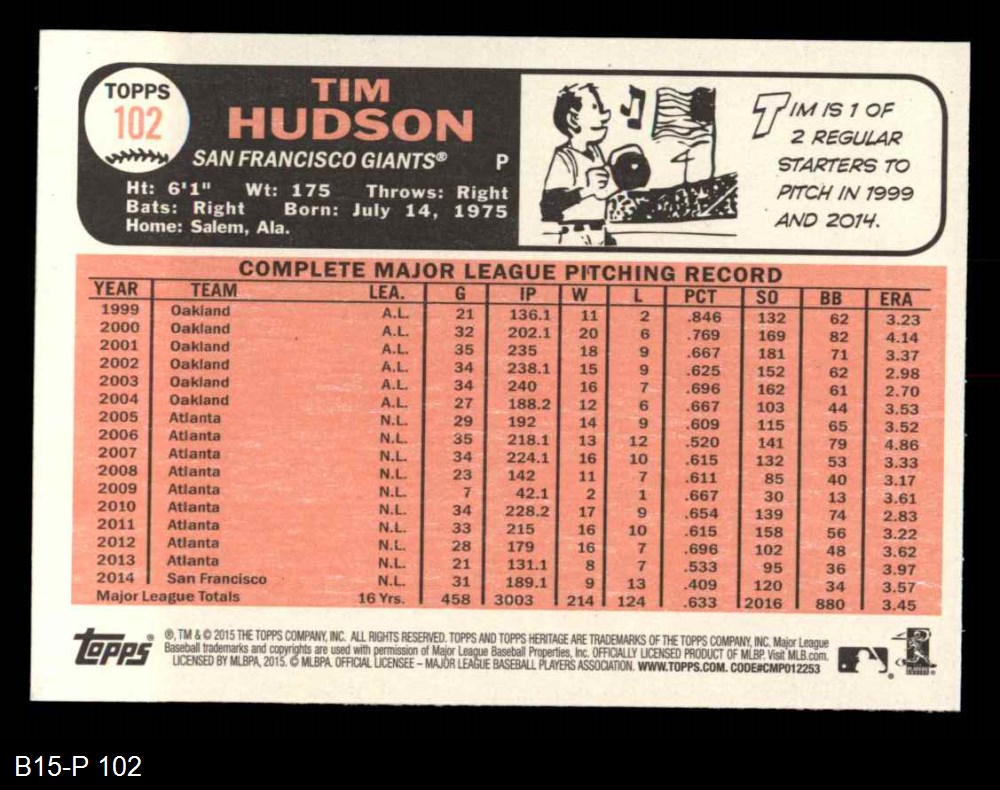 TOPPS
102
TIM
HUDSON
SAN FRANCISCO GIANTS® P
Ht: 6'1" Wt: 175 Throws: Right
Bats: Right Born: July 14, 1975
Home: Salem, Ala.
TIM IS 1 OF
2 REGULAR
STARTERS TO
PITCH IN 1999
AND 2014.
COMPLETE MAJOR LEAGUE PITCHING RECORD
YEAR TEAM LEA. G IP W L PCT SO BB ERA
1999 Oakland A.L. 21 136.1 11 2 .846 132 62 3.23
2000 Oakland A.L. 32 202.1 20 6 .769 169 82 4.14
2001 Oakland A.L. 35 235 18 9 .667 181 71 3.37
2002 Oakland A.L. 34 238.1 15 9 .625 152 62 2.98
2003 Oakland A.L. 34 240 16 7 .696 162 61 2.70
2004 Oakland A.L. 27 188.2 12 6 .667 103 44 3.53
2005 Atlanta N.L. 29 192 14 9 .609 115 65 3.52
2006 Atlanta N.L. 35 218.1 13 12 .520 141 79 4.86
2007 Atlanta N.L. 34 224.1 16 10 .615 132 53 3.33
2008 Atlanta N.L. 23 142 11 7 .611 85 40 3.17
2009 Atlanta N.L. 7 42.1 2 1 .667 30 13 3.61
2010 Atlanta N.L. 34 228.2 17 9 .654 139 74 2.83
2011 Atlanta N.L. 33 215 16 10 .615 158 56 3.22
2012 Atlanta N.L. 28 179 16 7 .696 102 48 3.62
2013 Atlanta N.L. 21 131.1 8 7 .533 95 36 3.97
2014 San Francisco N.L. 31 189.1 9 13 .409 120 34 3.57
Major League Totals 16 Yrs. 458 3003 214 124 .633 2016 880 3.45
Topps®
®, TM & © 2015 THE TOPPS COMPANY, INC. ALL RIGHTS RESERVED. TOPPS AND TOPPS HERITAGE ARE TRADEMARKS OF THE TOPPS COMPANY, INC. Major League
Baseball trademarks and copyrights are used with permission of Major League Baseball Properties, Inc. OFFICIALLY LICENSED PRODUCT OF MLBP. Visit MLB.com.
LICENSED BY MLBPA, 2015. © MLBPA. OFFICIAL LICENSEE – MAJOR LEAGUE BASEBALL PLAYERS ASSOCIATION. WWW.TOPPS.COM. CODE#CMP012253
B15-P 102